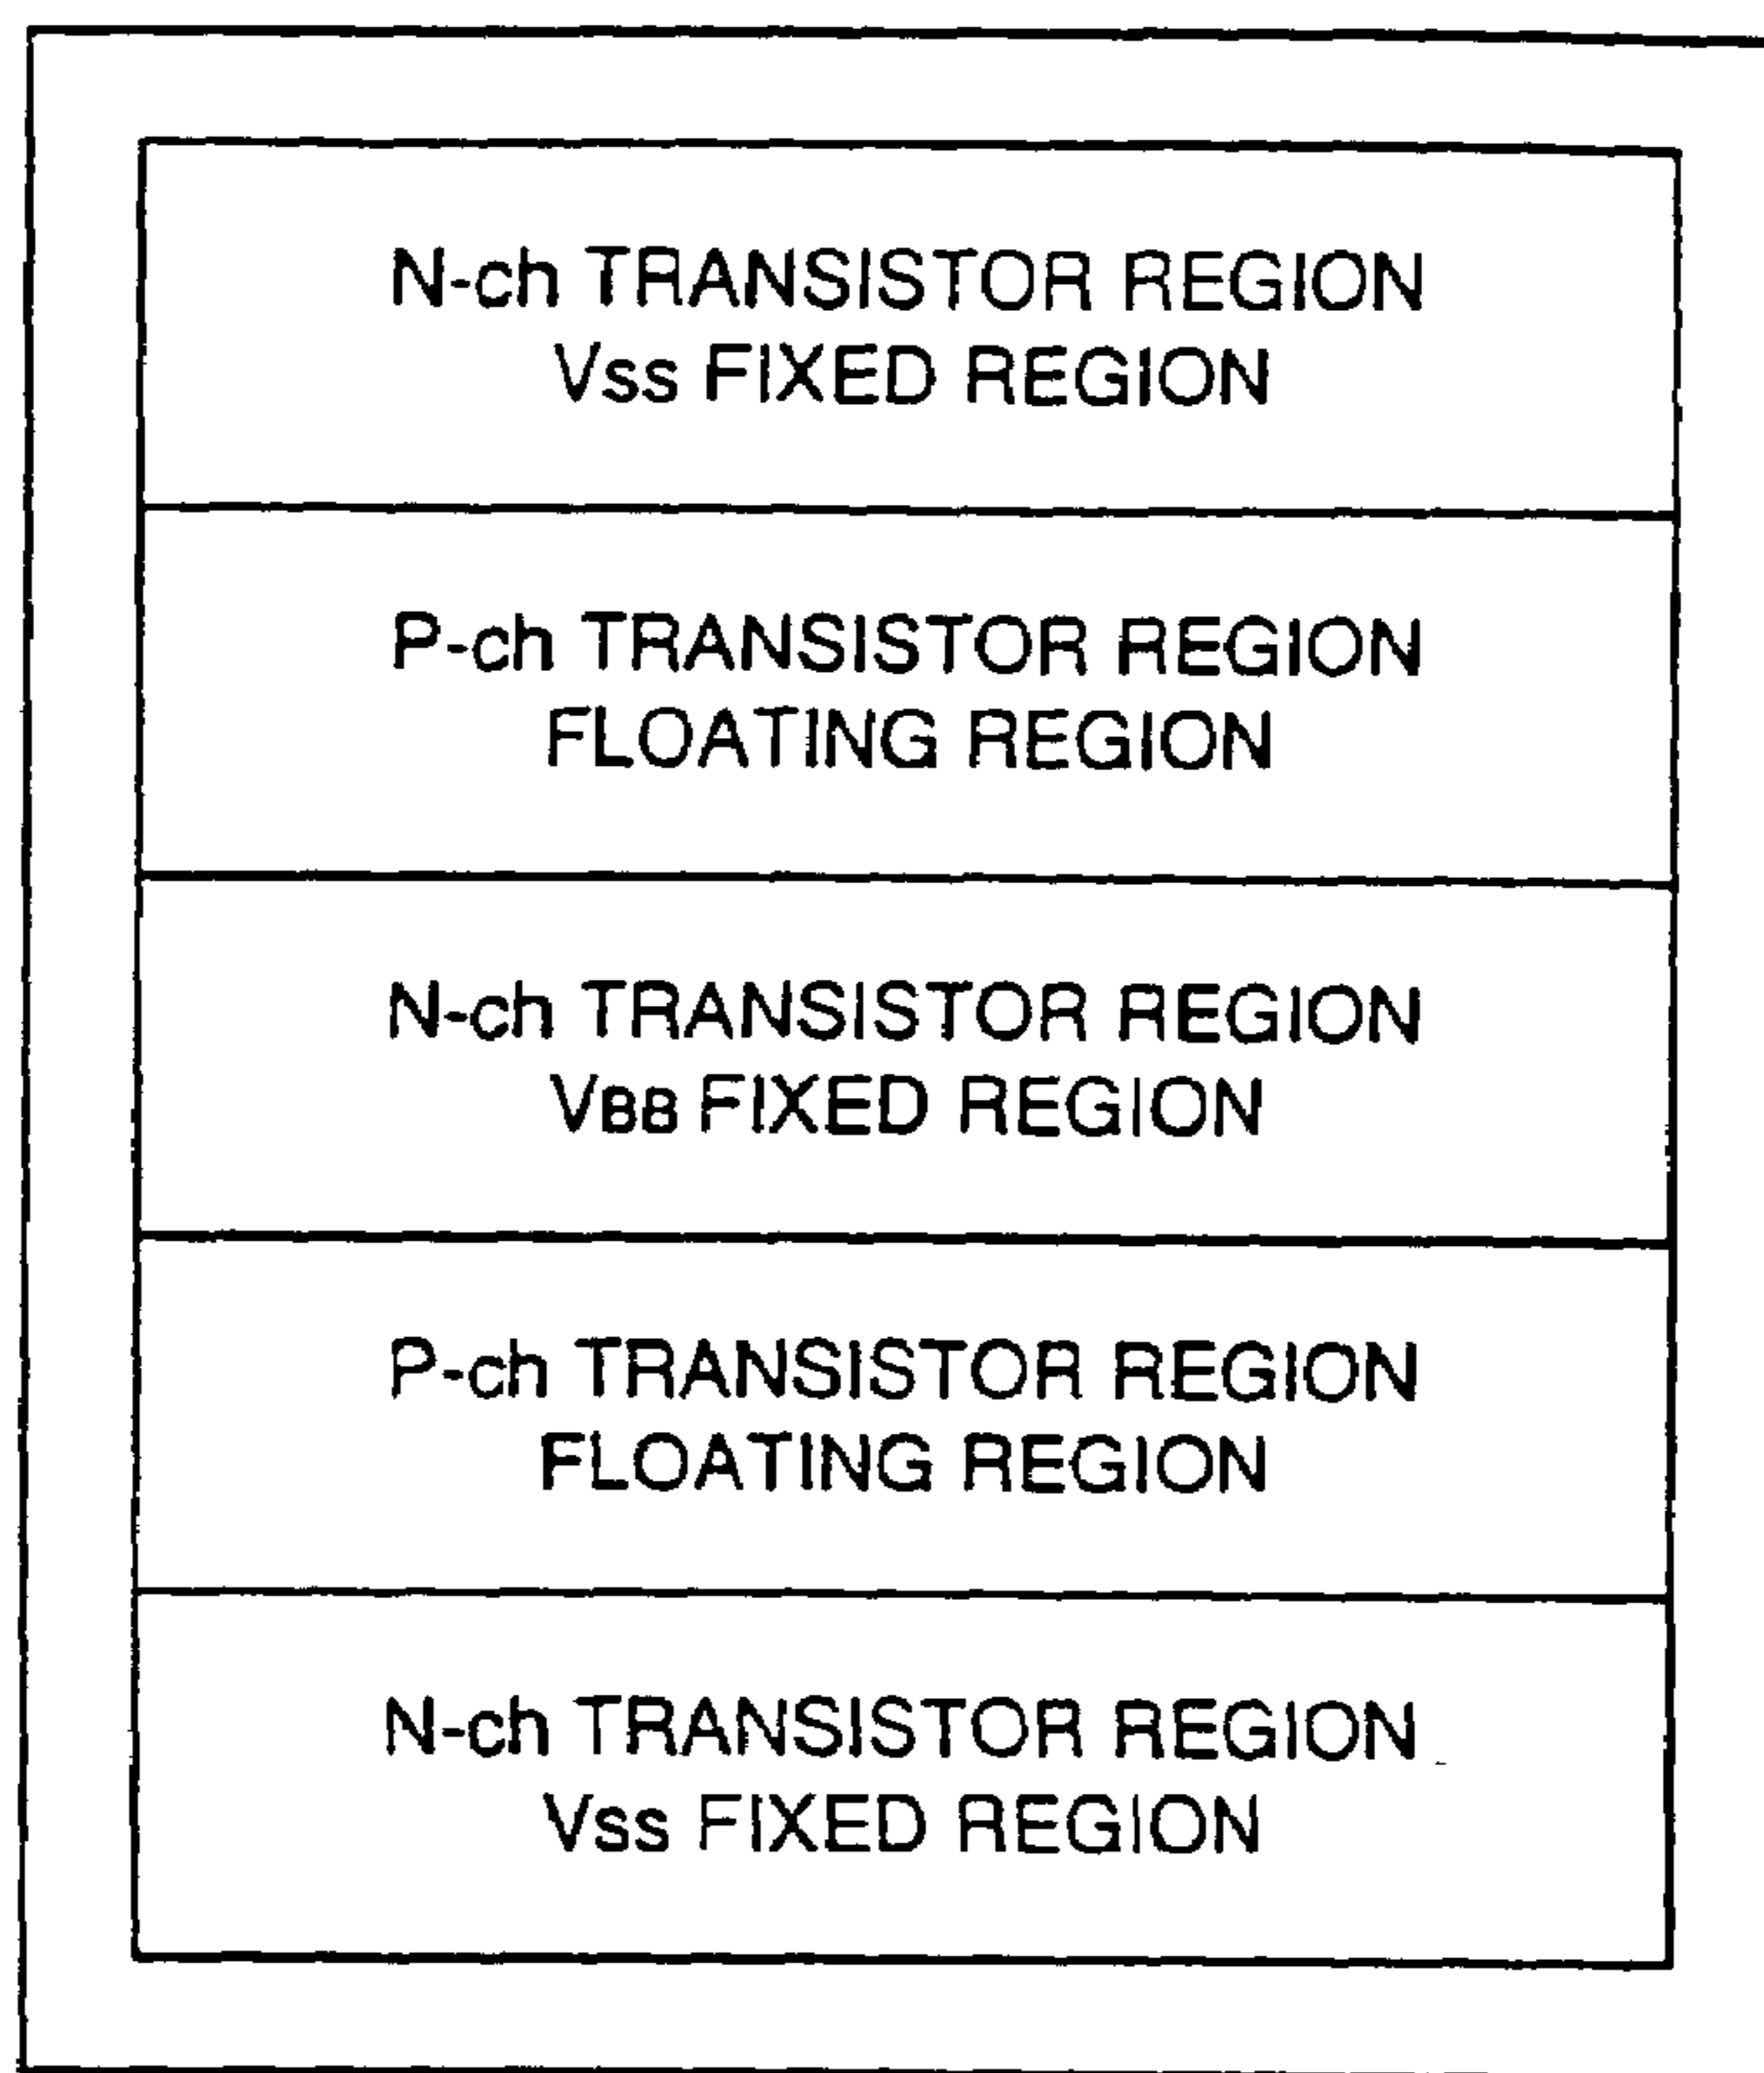 N-ch TRANSISTOR REGION
Vss FIXED REGION
P-ch TRANSISTOR REGION
FLOATING REGION
N-ch TRANSISTOR REGION
VBB FIXED REGION
P-ch TRANSISTOR REGION
FLOATING REGION
N-ch TRANSISTOR REGION
Vss FIXED REGION